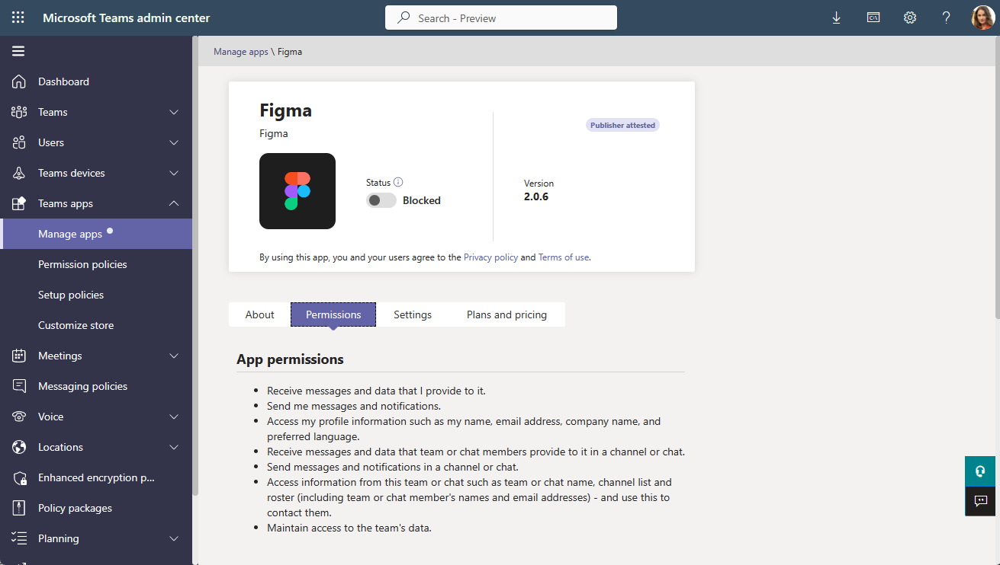 Microsoft Teams admin center
Search - Preview
Manage apps \ Figma
Dashboard
Teams
Users
Teams devices
Teams apps
Manage apps
Permission policies
Setup policies
Customize store
Meetings
Messaging policies
Voice
Locations
Enhanced encryption p...
Policy packages
Planning
Figma
Figma
Publisher attested
Status
Blocked
Version
2.0.6
By using this app, you and your users agree to the Privacy policy and Terms of use.
About
Permissions
Settings
Plans and pricing
App permissions
• Receive messages and data that I provide to it.
• Send me messages and notifications.
• Access my profile information such as my name, email address, company name, and
preferred language.
• Receive messages and data that team or chat members provide to it in a channel or chat.
• Send messages and notifications in a channel or chat.
• Access information from this team or chat such as team or chat name, channel list and
roster (including team or chat member's names and email addresses) - and use this to
contact them.
• Maintain access to the team's data.